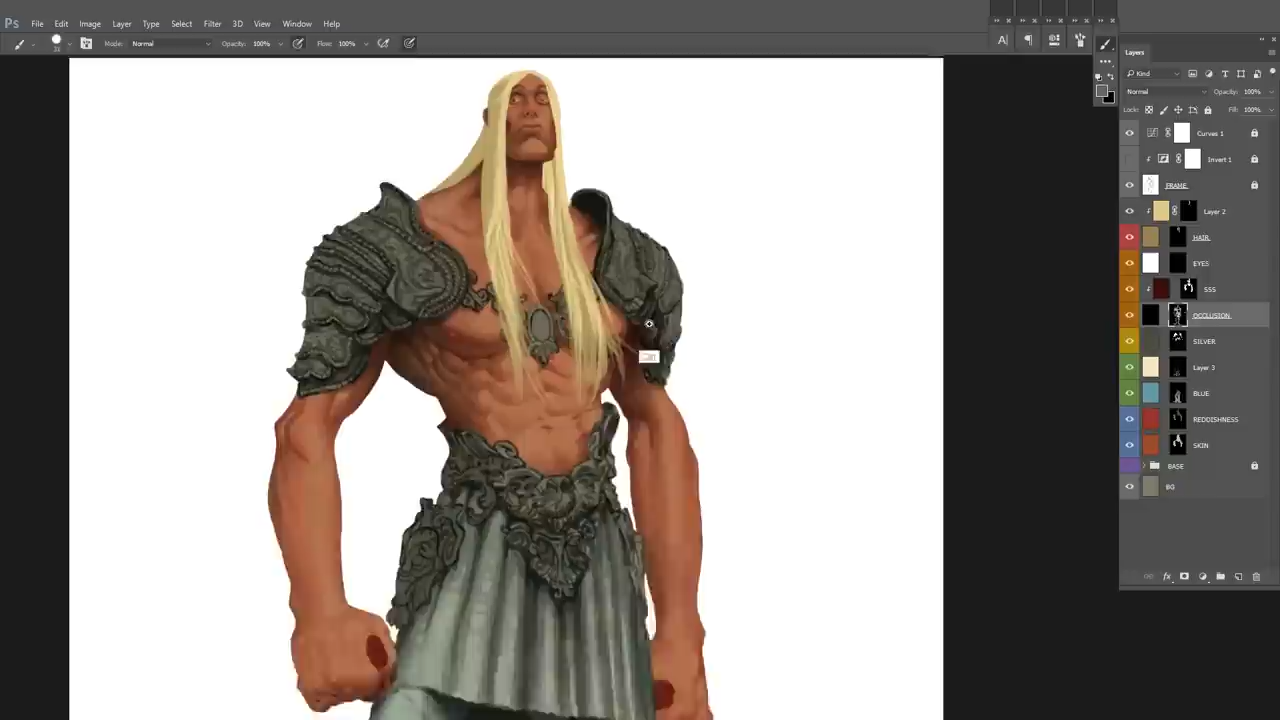 Ps File Edit Image Layer Type Select Filter 3D View Window Help
Mode: Normal Opacity: 100% Flow: 100%
Layers
Kind
Normal Opacity: 100%
Lock: Fill: 100%
Curves 1
Invert 1
FRAME
Layer 2
HAIR
EYES
SSS
OCCLUSION
SILVER
Layer 3
BLUE
REDDISHNESS
SKIN
BASE
BG